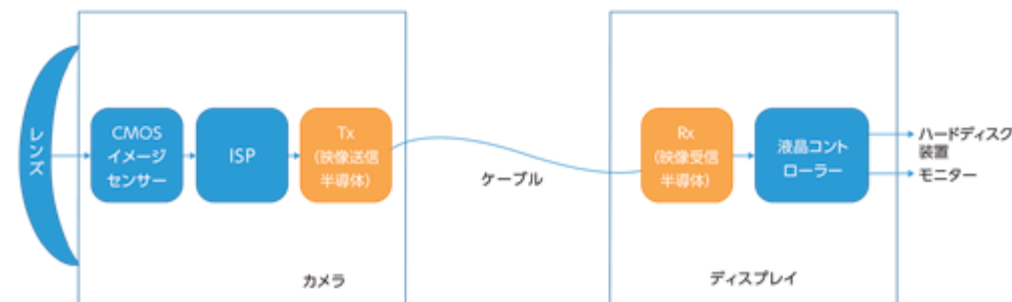 レンズ
CMOS
イメージ
センサー
ISP
Tx
(映像送信
半導体)
ケーブル
Rx
(映像受信
半導体)
液晶コント
ローラー
ハードディスク
装置
モニター
カメラ
ディスプレイ